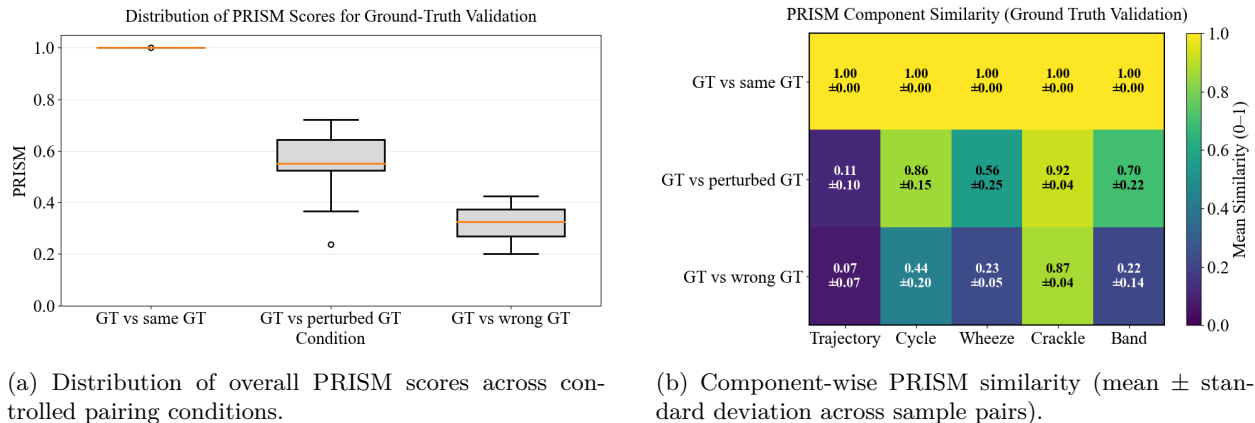 Distribution of PRISM Scores for Ground-Truth Validation
PRISM
1.0
0.8
0.6
0.4
0.2
0.0
GT vs same GT
GT vs perturbed GT
GT vs wrong GT
Condition
(a) Distribution of overall PRISM scores across con-
trolled pairing conditions.
PRISM Component Similarity (Ground Truth Validation)
GT vs same GT
1.00 1.00 1.00 1.00 1.00
±0.00 ±0.00 ±0.00 ±0.00 ±0.00
GT vs perturbed GT
0.11 0.86 0.56 0.92 0.70
±0.10 ±0.15 ±0.25 ±0.04 ±0.22
GT vs wrong GT
0.07 0.44 0.23 0.87 0.22
±0.07 ±0.20 ±0.05 ±0.04 ±0.14
Trajectory Cycle Wheeze Crackle Band
1.0
0.8
0.6
0.4
0.2
0.0
Mean Similarity (0–1)
(b) Component-wise PRISM similarity (mean ± stan-
dard deviation across sample pairs).